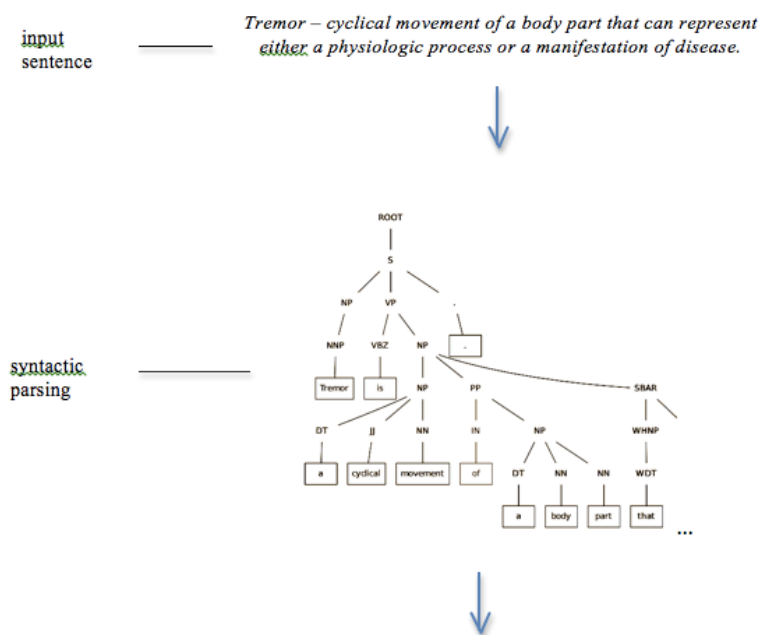 input
sentence
Tremor – cyclical movement of a body part that can represent
either a physiologic process or a manifestation of disease.
syntactic
parsing
ROOT
S
NP VP .
NNP VBZ NP .
Tremor is NP PP SBAR
DT JJ NN IN NP WHNP
a cyclical movement of DT NN NN WDT
a body part that
...